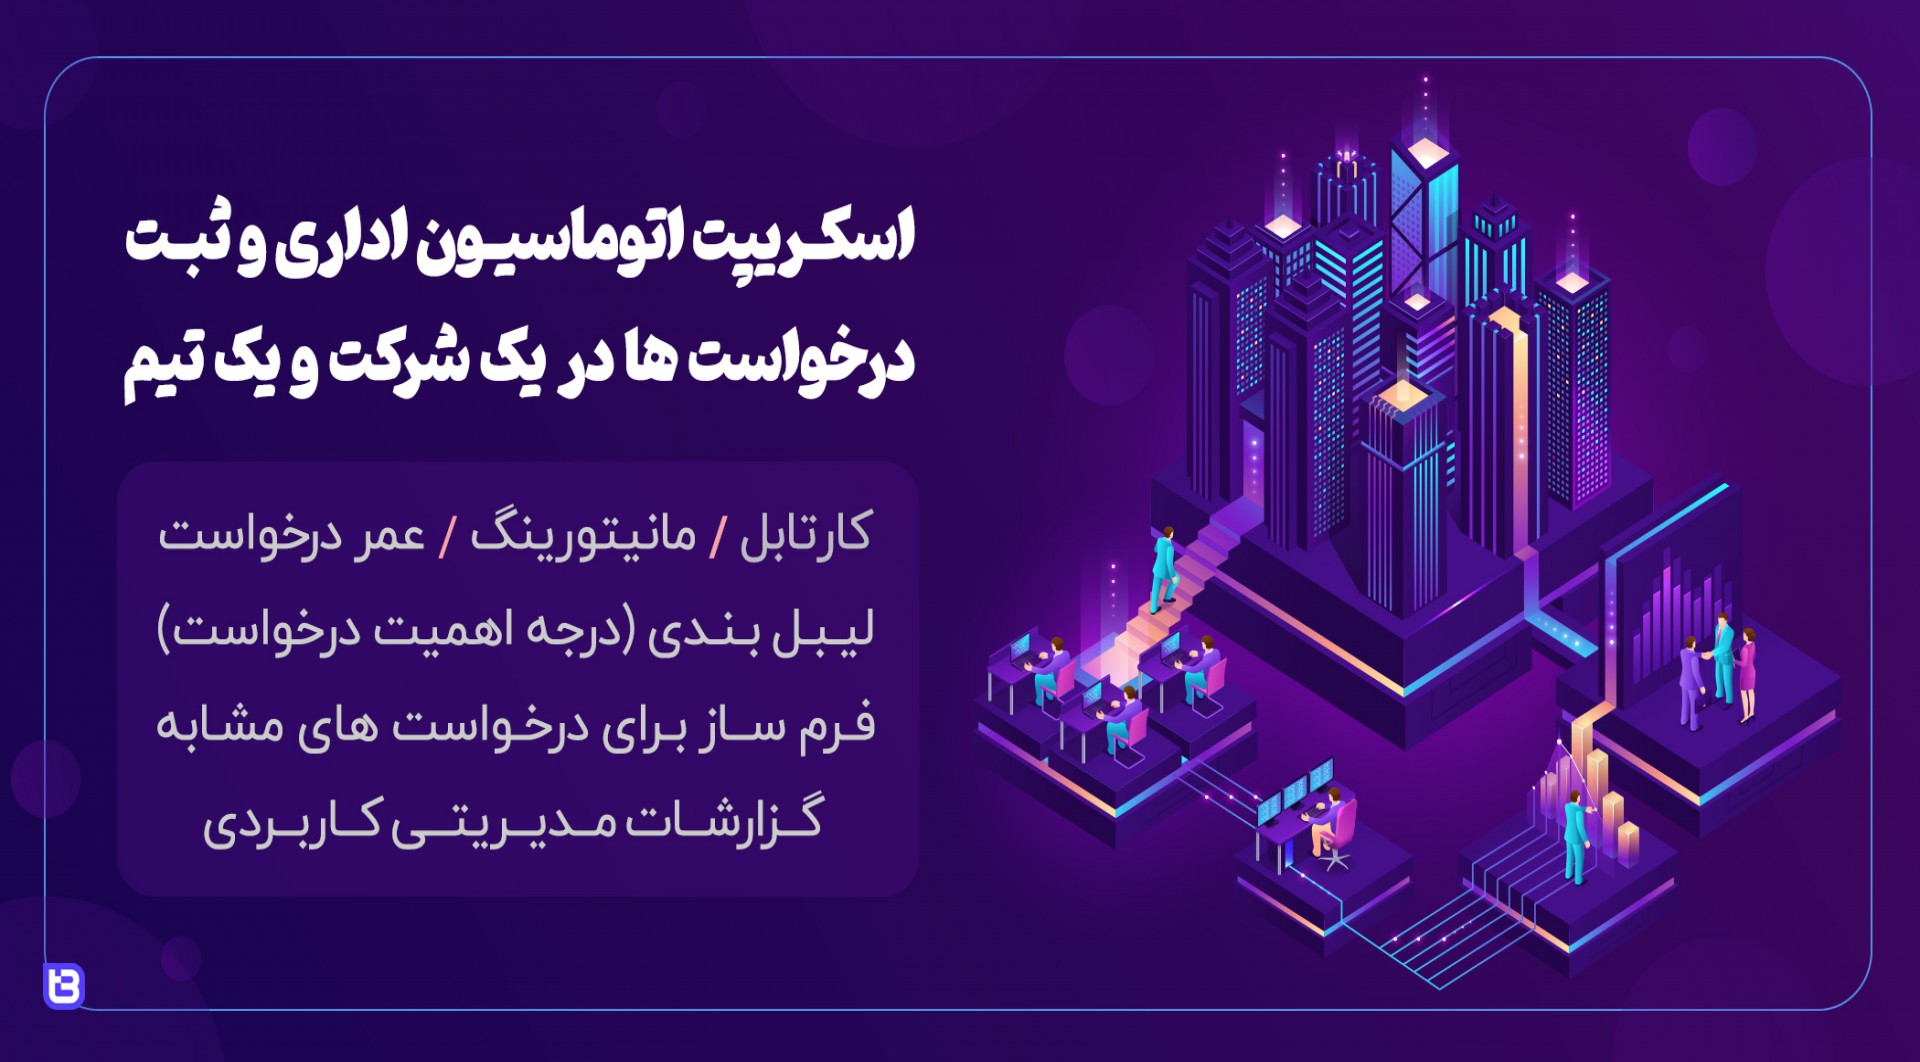 اسکریپت اتوماسیون اداری و ثبت
درخواست ها در یک شرکت و یک تیم
کارتابل / مانیتورینگ / عمر درخواست
لیبل بندی (درجه اهمیت درخواست)
فرم ساز برای درخواست های مشابه
گزارشات مدیریتی کاربردی